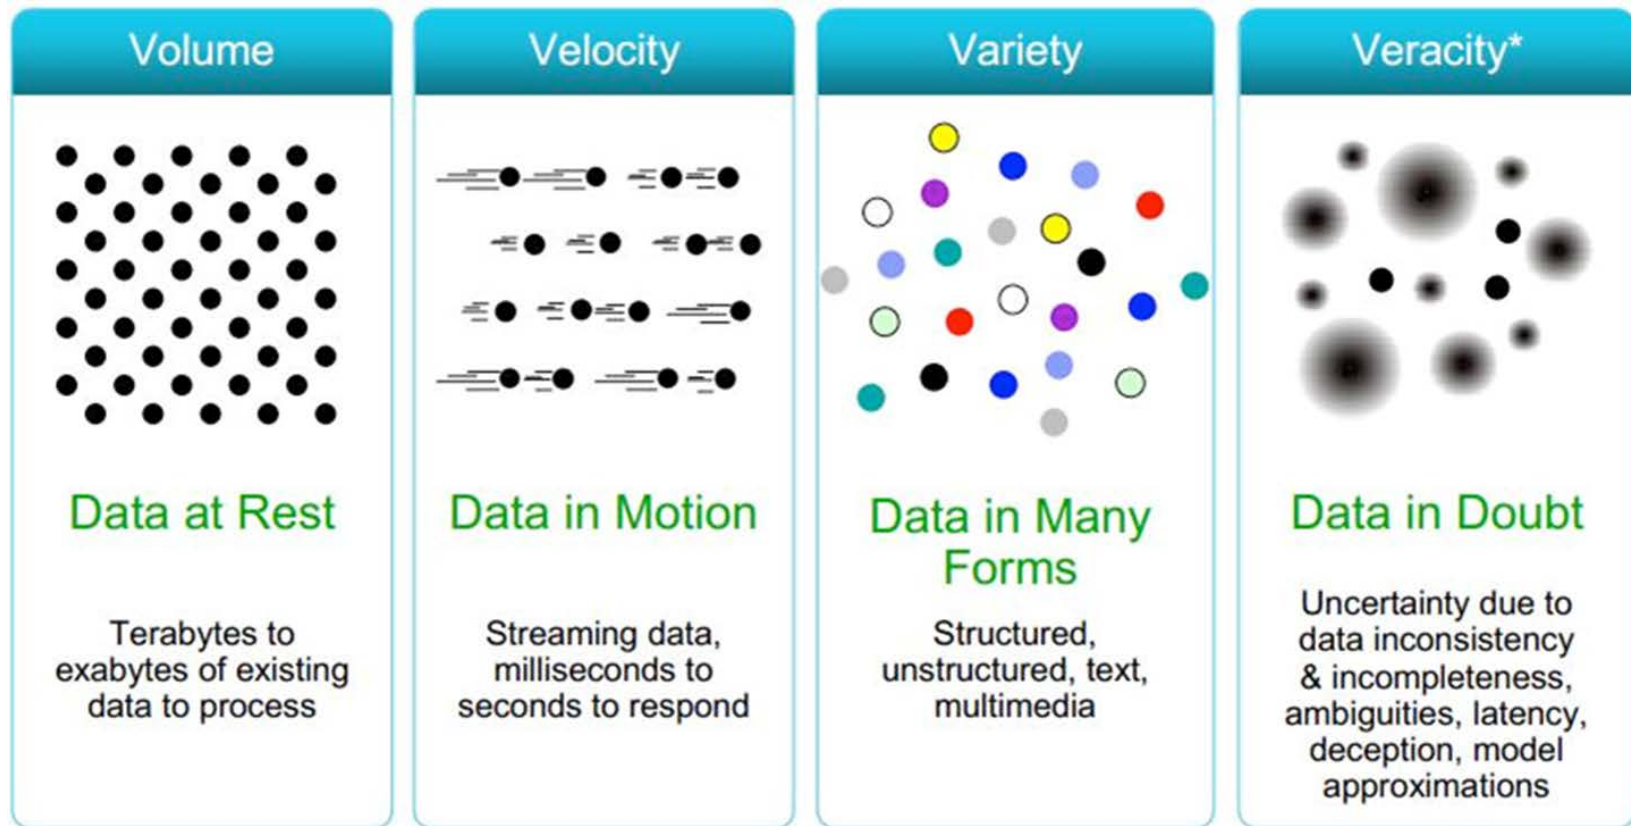 Volume
Data at Rest
Terabytes to
exabytes of existing
data to process
Velocity
Data in Motion
Streaming data,
milliseconds to
seconds to respond
Variety
Data in Many
Forms
Structured,
unstructured, text,
multimedia
Veracity*
Data in Doubt
Uncertainty due to
data inconsistency
& incompleteness,
ambiguities, latency,
deception, model
approximations